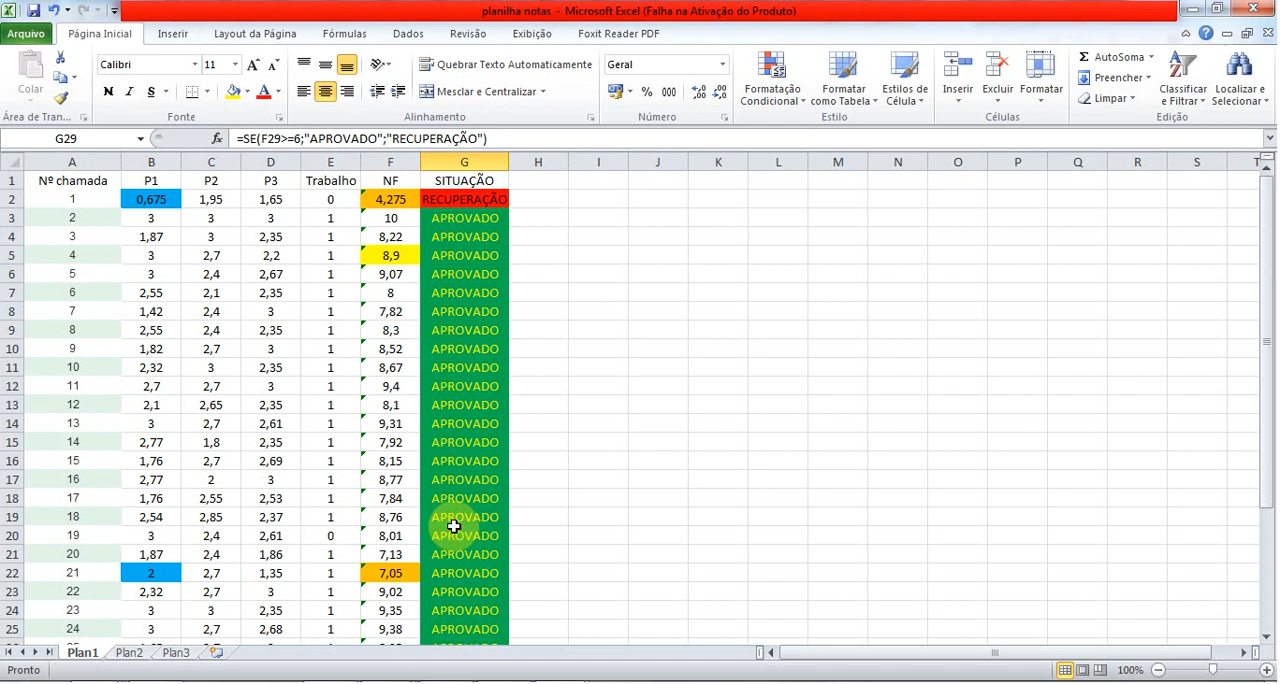 planilha notas - Microsoft Excel (Falha na Ativação do Produto)
Arquivo Página Inicial Inserir Layout da Página Fórmulas Dados Revisão Exibição Foxit Reader PDF
Colar Calibri 11 Quebrar Texto Automaticamente Geral Formatação Condicional Formatar como Tabela Estilos de Célula Inserir Excluir Formatar AutoSoma Classificar e Filtrar Localizar e Selecionar
N I S Mesclar e Centralizar % 000 Preencher
Limpar
Área de Tran... Fonte Alinhamento Número Estilo Células Edição
G29 fx =SE(F29>=6;"APROVADO";"RECUPERAÇÃO")
A B C D E F G H I J K L M N O P Q R S T
1 Nº chamada P1 P2 P3 Trabalho NF SITUAÇÃO
2 1 0,675 1,95 1,65 0 4,275 RECUPERAÇÃO
3 2 3 3 3 1 10 APROVADO
4 3 1,87 3 2,35 1 8,22 APROVADO
5 4 3 2,7 2,2 1 8,9 APROVADO
6 5 3 2,4 2,67 1 9,07 APROVADO
7 6 2,55 2,1 2,35 1 8 APROVADO
8 7 1,42 2,4 3 1 7,82 APROVADO
9 8 2,55 2,4 2,35 1 8,3 APROVADO
10 9 1,82 2,7 3 1 8,52 APROVADO
11 10 2,32 3 2,35 1 8,67 APROVADO
12 11 2,7 2,7 3 1 9,4 APROVADO
13 12 2,1 2,65 2,35 1 8,1 APROVADO
14 13 3 2,7 2,61 1 9,31 APROVADO
15 14 2,77 1,8 2,35 1 7,92 APROVADO
16 15 1,76 2,7 2,69 1 8,15 APROVADO
17 16 2,77 2 3 1 8,77 APROVADO
18 17 1,76 2,55 2,53 1 7,84 APROVADO
19 18 2,54 2,85 2,37 1 8,76 APROVADO
20 19 3 2,4 2,61 0 8,01 APROVADO
21 20 1,87 2,4 1,86 1 7,13 APROVADO
22 21 2 2,7 1,35 1 7,05 APROVADO
23 22 2,32 2,7 3 1 9,02 APROVADO
24 23 3 3 2,35 1 9,35 APROVADO
25 24 3 2,7 2,68 1 9,38 APROVADO
Plan1 Plan2 Plan3
Pronto 100%